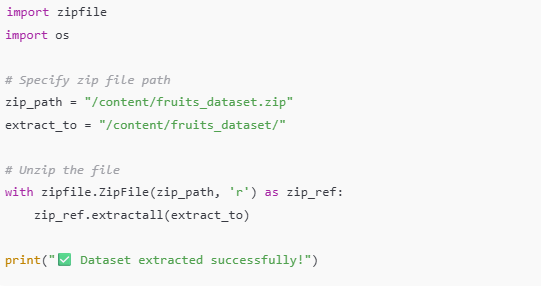 import zipfile
import os

# Specify zip file path
zip_path = "/content/fruits_dataset.zip"
extract_to = "/content/fruits_dataset/"

# Unzip the file
with zipfile.ZipFile(zip_path, 'r') as zip_ref:
    zip_ref.extractall(extract_to)

print("✅ Dataset extracted successfully!")